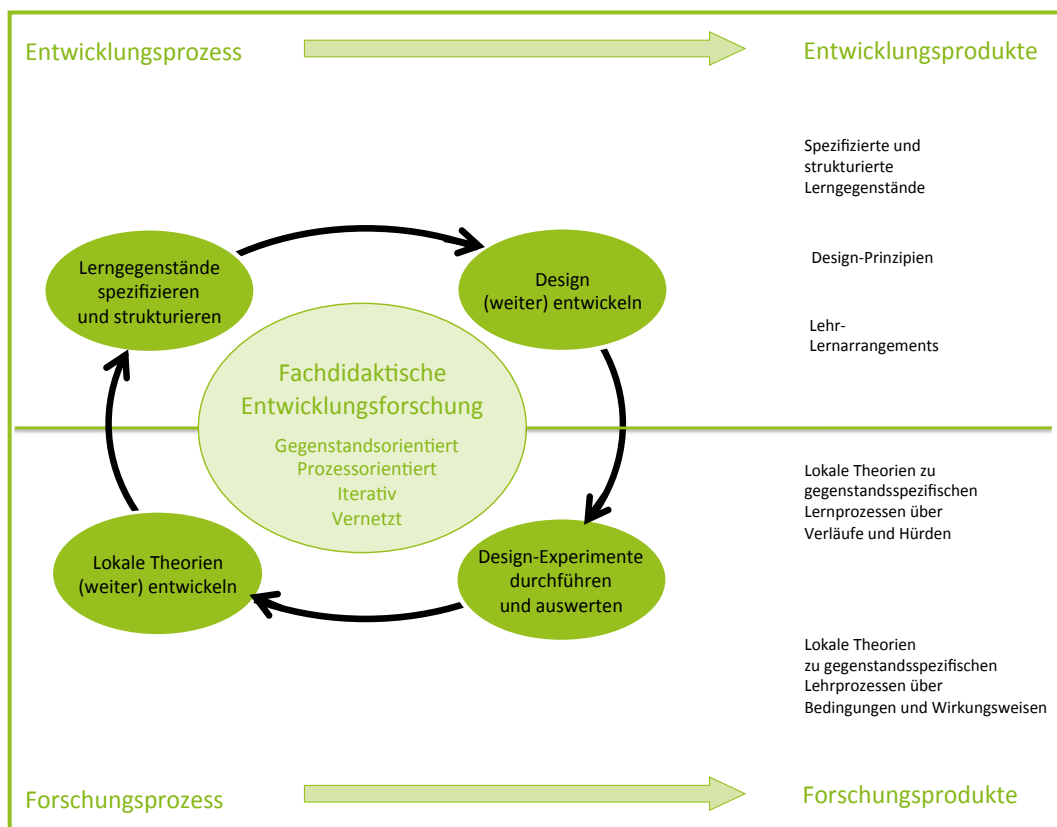 Entwicklungsprozess
Entwicklungsprodukte
Spezifizierte und
strukturierte
Lerngegenstände
Design-Prinzipien
Lehr-
Lernarrangements
Lerngegenstände
spezifizieren
und strukturieren
Design
(weiter) entwickeln
Fachdidaktische
Entwicklungsforschung
Gegenstandsorientiert
Prozessorientiert
Iterativ
Vernetzt
Lokale Theorien
(weiter) entwickeln
Design-Experimente
durchführen
und auswerten
Lokale Theorien zu
gegenstandsspezifischen
Lernprozessen über
Verläufe und Hürden
Lokale Theorien
zu gegenstandsspezifischen
Lehrprozessen über
Bedingungen und Wirkungsweisen
Forschungsprozess
Forschungsprodukte